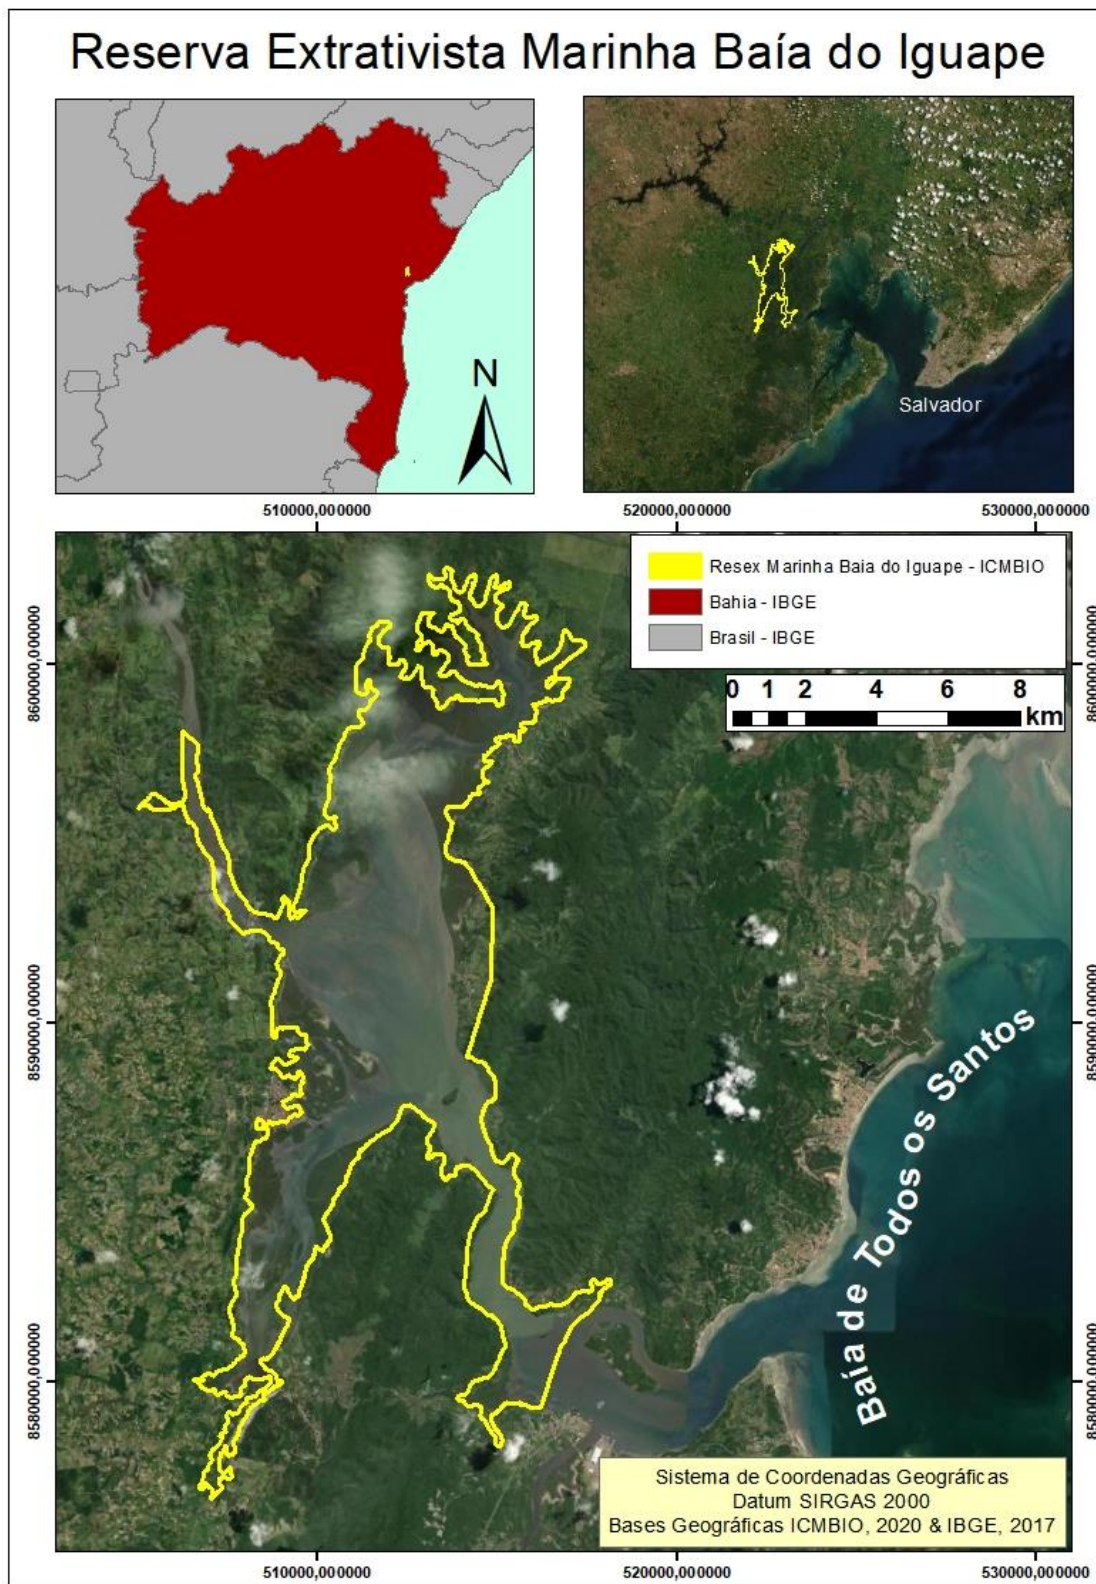 Reserva Extrativista Marinha Baía do Iguape
N
Salvador
510000,000000
520000,000000
530000,000000
Resex Marinha Baia do Iguape - ICMBIO
Bahia - IBGE
Brasil - IBGE
0 1 2 4 6 8
km
8600000,000000
8600000,000000
8590000,000000
8590000,000000
Baía de Todos os Santos
8580000,000000
8580000,000000
Sistema de Coordenadas Geográficas
Datum SIRGAS 2000
Bases Geográficas ICMBIO, 2020 & IBGE, 2017
510000,000000
520000,000000
530000,000000